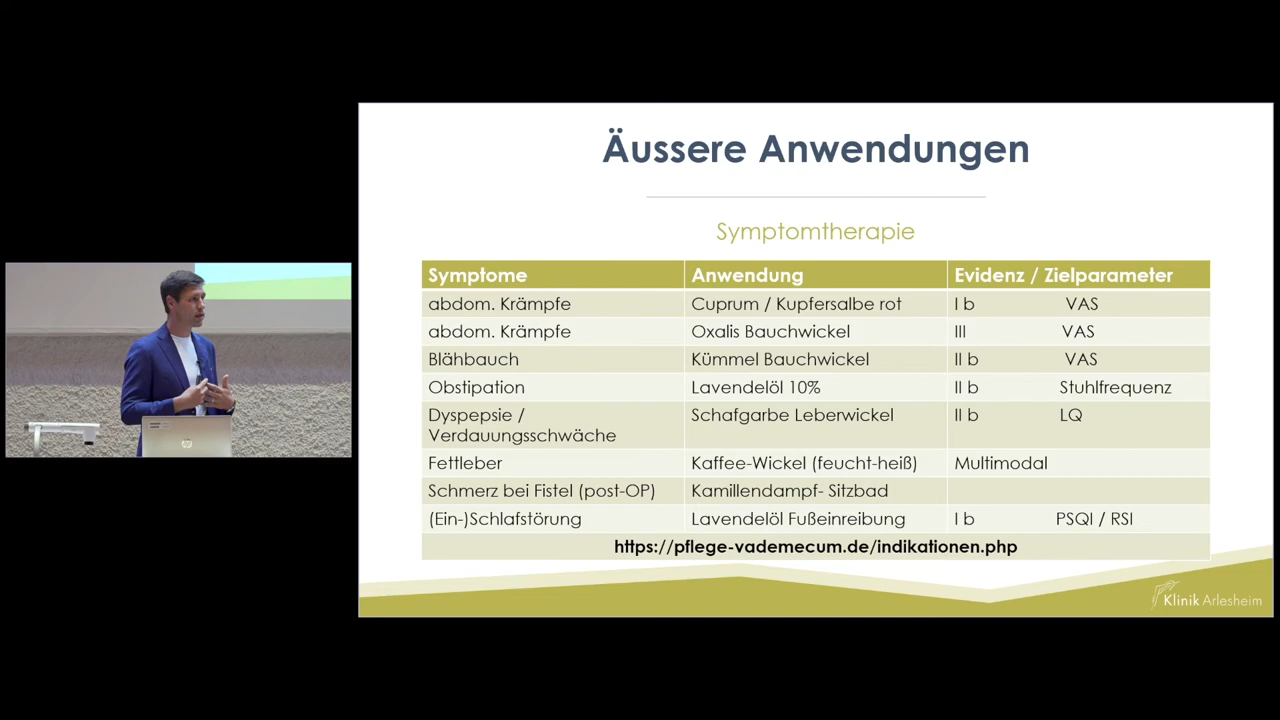 Äussere Anwendungen
Symptomtherapie
Symptome Anwendung Evidenz / Zielparameter
abdom. Krämpfe Cuprum / Kupfersalbe rot I b VAS
abdom. Krämpfe Oxalis Bauchwickel III VAS
Blähbauch Kümmel Bauchwickel II b VAS
Obstipation Lavendelöl 10% II b Stuhlfrequenz
Dyspepsie / Schafgarbe Leberwickel II b LQ
Verdauungsschwäche
Fettleber Kaffee-Wickel (feucht-heiß) Multimodal
Schmerz bei Fistel (post-OP) Kamillendampf- Sitzbad
(Ein-)Schlafstörung Lavendelöl Fußeinreibung I b PSQI / RSI
https://pflege-vademecum.de/indikationen.php
Klinik Arlesheim
hp